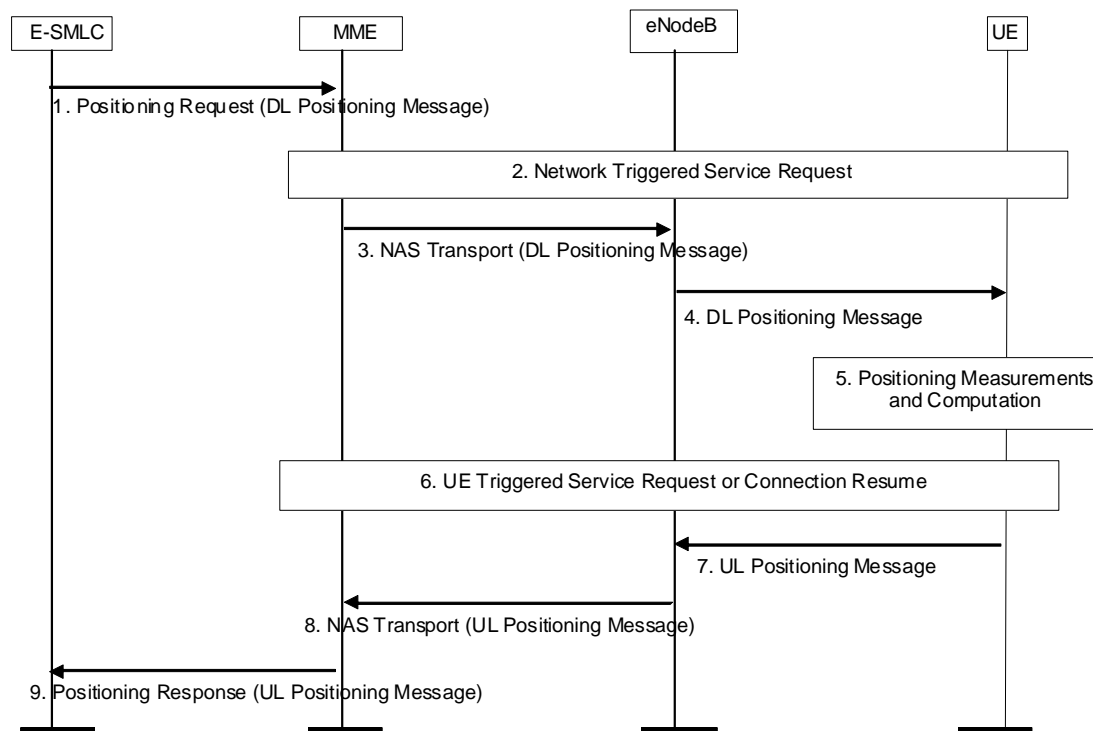 E-SMLC
MME
eNodeB
UE
1. Positioning Request (DL Positioning Message)
2. Network Triggered Service Request
3. NAS Transport (DL Positioning Message)
4. DL Positioning Message
5. Positioning Measurements
and Computation
6. UE Triggered Service Request or Connection Resume
7. UL Positioning Message
8. NAS Transport (UL Positioning Message)
9. Positioning Response (UL Positioning Message)